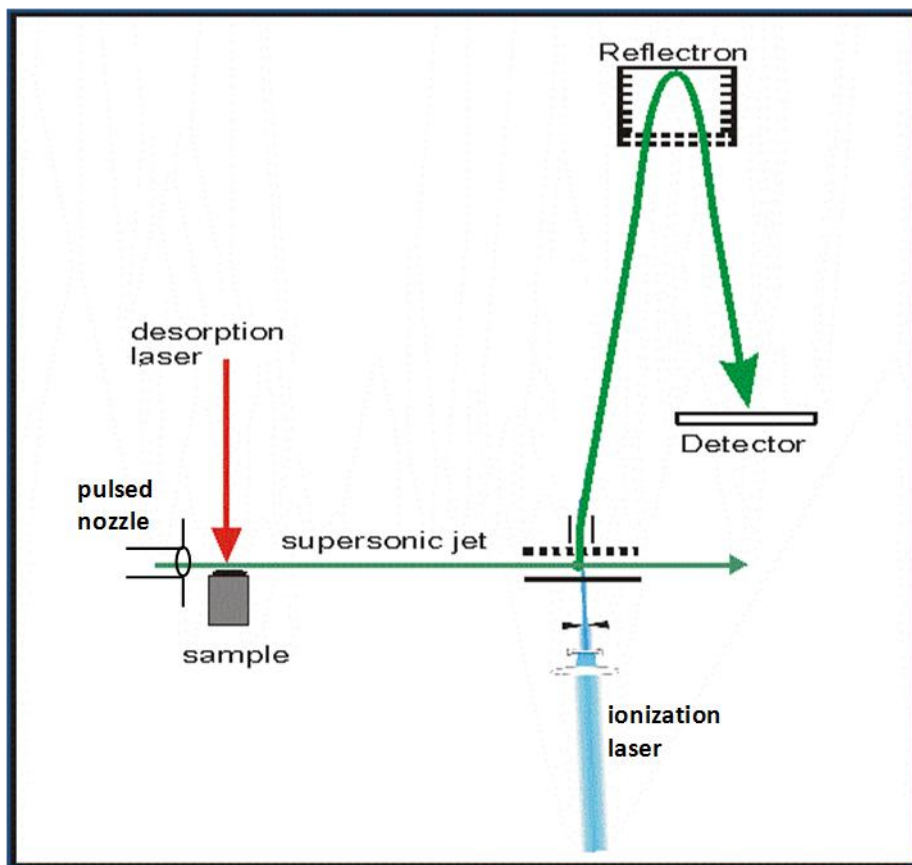 Reflectron
desorption
laser
Detector
pulsed
nozzle
supersonic jet
sample
ionization
laser